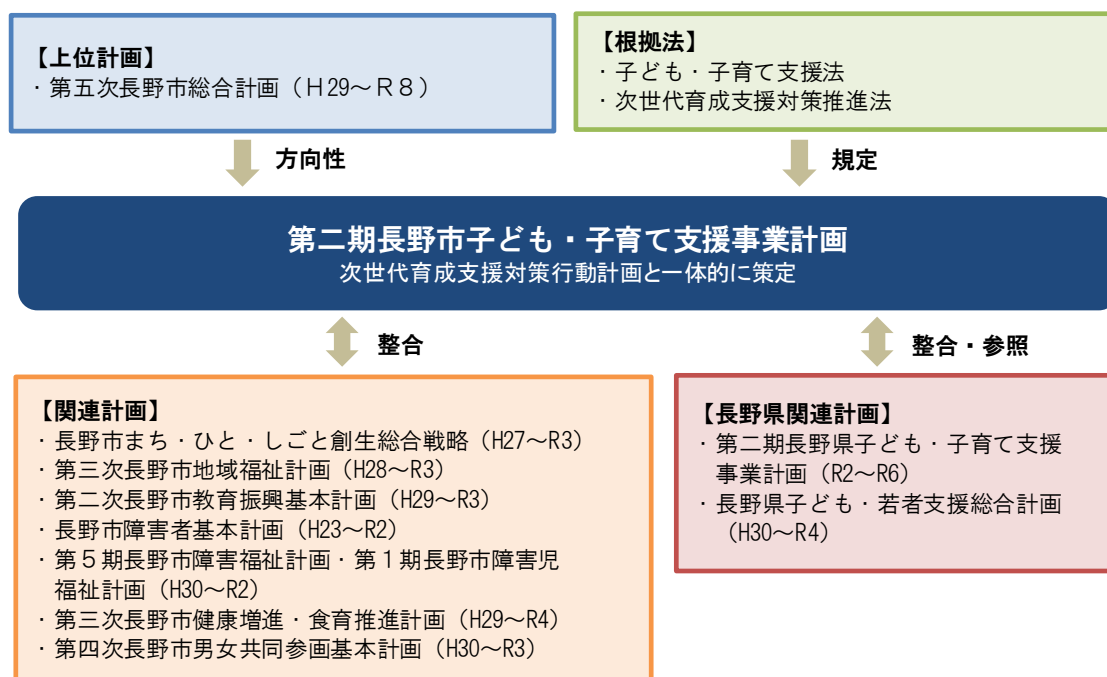 【上位計画】
・第五次長野市総合計画（Ｈ29～Ｒ８）
【根拠法】
・子ども・子育て支援法
・次世代育成支援対策推進法
方向性
規定
第二期長野市子ども・子育て支援事業計画
次世代育成支援対策行動計画と一体的に策定
整合
整合・参照
【関連計画】
・長野市まち・ひと・しごと創生総合戦略（H27～R3）
・第三次長野市地域福祉計画（H28～R3）
・第二次長野市教育振興基本計画（H29～R3）
・長野市障害者基本計画（H23～R2）
・第５期長野市障害福祉計画・第１期長野市障害児
福祉計画（H30～R2）
・第三次長野市健康増進・食育推進計画（H29～R4）
・第四次長野市男女共同参画基本計画（H30～R3）
【長野県関連計画】
・第二期長野県子ども・子育て支援
事業計画（R2～R6）
・長野県子ども・若者支援総合計画
（H30～R4）